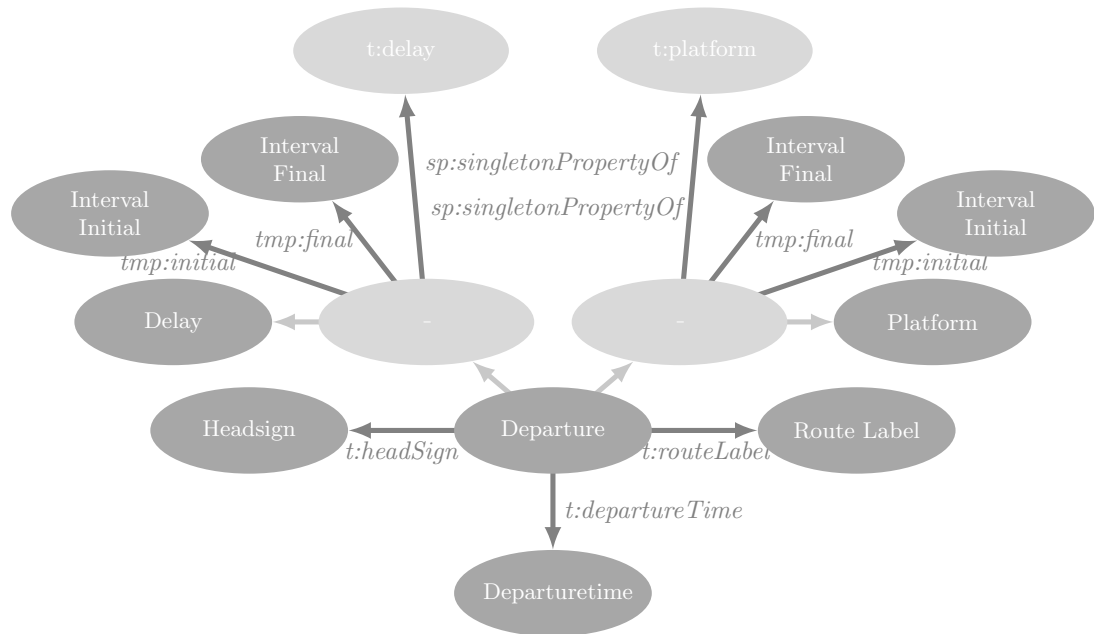 t:delay
t:platform
Interval
Final
Interval
Final
sp:singletonPropertyOf
sp:singletonPropertyOf
Interval
Initial
Interval
Initial
tmp:final
tmp:final
tmp:initial
tmp:initial
Delay
-
-
Platform
Headsign
Departure
Route Label
t:headSign
t:routeLabel
t:departureTime
Departuretime